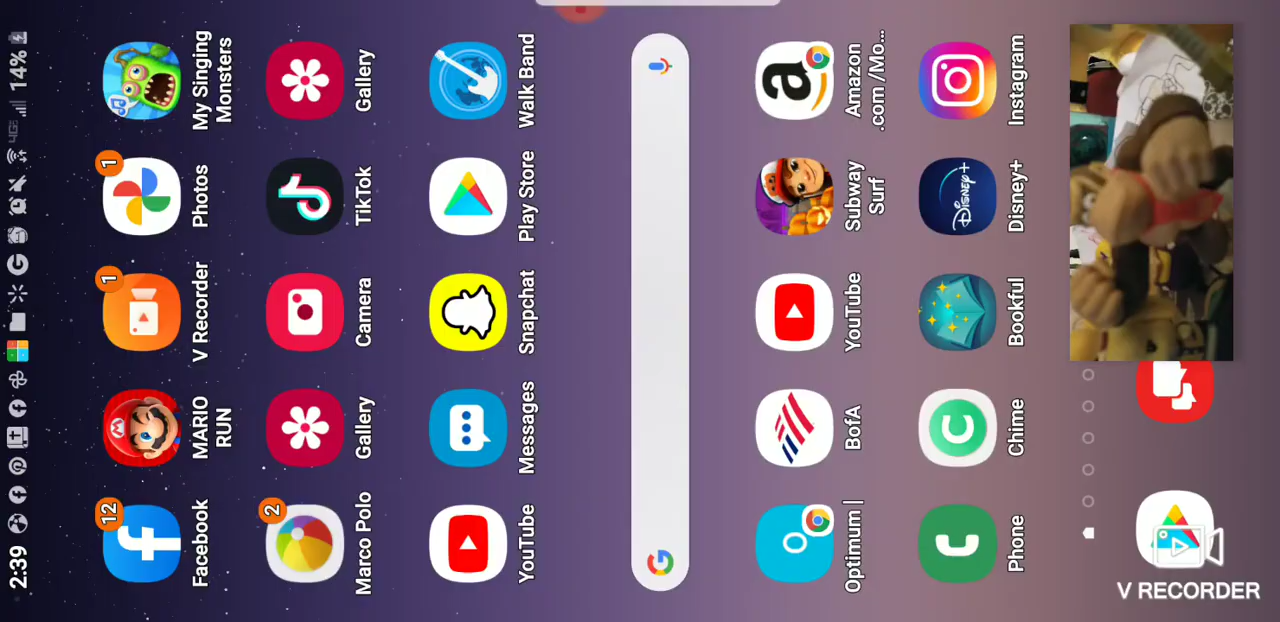 2:39
4GE
14%
12
Facebook
MARIO
RUN
1
V Recorder
1
Photos
My Singing
Monsters
2
Marco Polo
Gallery
Camera
TikTok
Gallery
YouTube
Messages
Snapchat
Play Store
Walk Band
Optimum |
BofA
YouTube
Subway
Surf
Amazon
.com /Mo...
Phone
Chime
Bookful
Disney+
Disney+
Instagram
V RECORDER